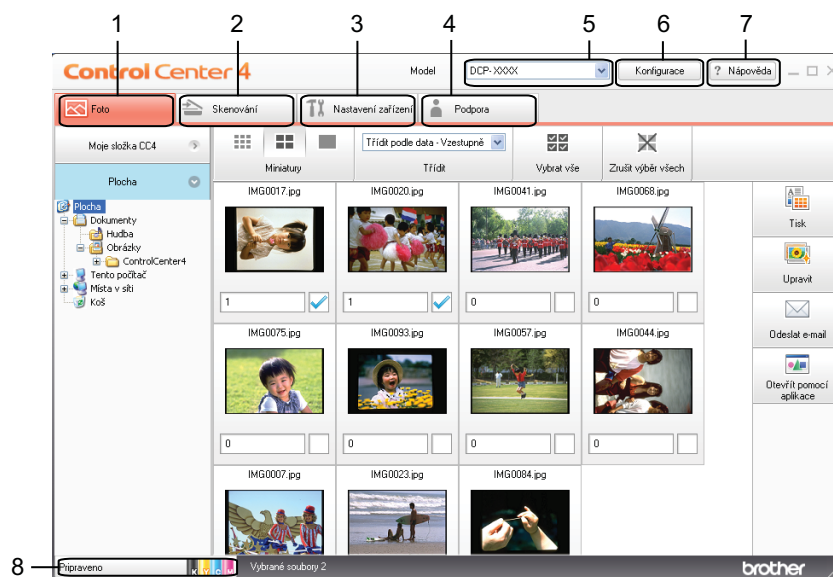 1 2 3 4 5 6 7
Control Center 4 Model DCP-XXXX Konfigurace ? Nápověda
Foto Skenování Nastavení zařízení Podpora
Moje složka CC4
Plocha
Miniatury
Třídit podle data - Vzestupně
Třídit
Vybrat vše
Zrušit výběr všech
Plocha
Dokumenty
Hudba
Obrázky
ControlCenter4
Tento počítač
Místa v síti
Koš
IMG0017.jpg IMG0020.jpg IMG0041.jpg IMG0068.jpg
1 1 0 0
IMG0075.jpg IMG0093.jpg IMG0057.jpg IMG0044.jpg
0 0 0 0
IMG0007.jpg IMG0023.jpg IMG0084.jpg
Tisk
Upravit
Odeslat e-mail
Otevřít pomocí
aplikace
8
Pripraveno K Y C M Vybrané soubory 2 brother